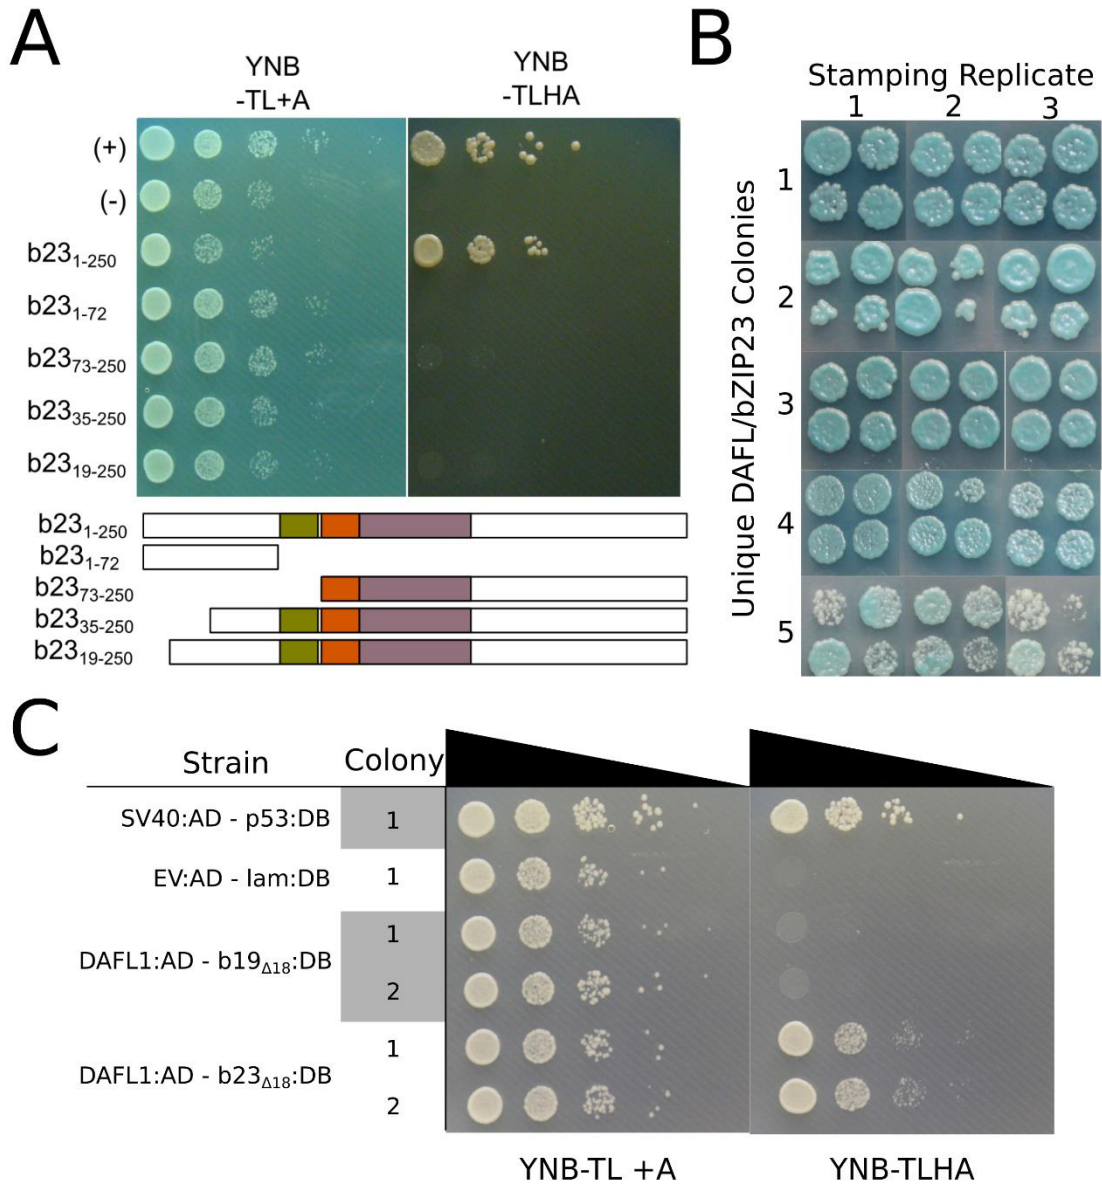 A
YNB
-TL+A
YNB
-TLHA
(+)
(-)
b23₁₋₂₅₀
b23₁₋₇₂
b23₇₃₋₂₅₀
b23₃₅₋₂₅₀
b23₁₉₋₂₅₀
b23₁₋₂₅₀
b23₁₋₇₂
b23₇₃₋₂₅₀
b23₃₅₋₂₅₀
b23₁₉₋₂₅₀
B
Stamping Replicate
1 2 3
Unique DAFL/bZIP23 Colonies
1
2
3
4
5
C
Strain Colony
SV40:AD - p53:DB 1
EV:AD - lam:DB 1
DAFL1:AD - b19Δ₁₈:DB
1
2
DAFL1:AD - b23Δ₁₈:DB
1
2
YNB-TL +A YNB-TLHA